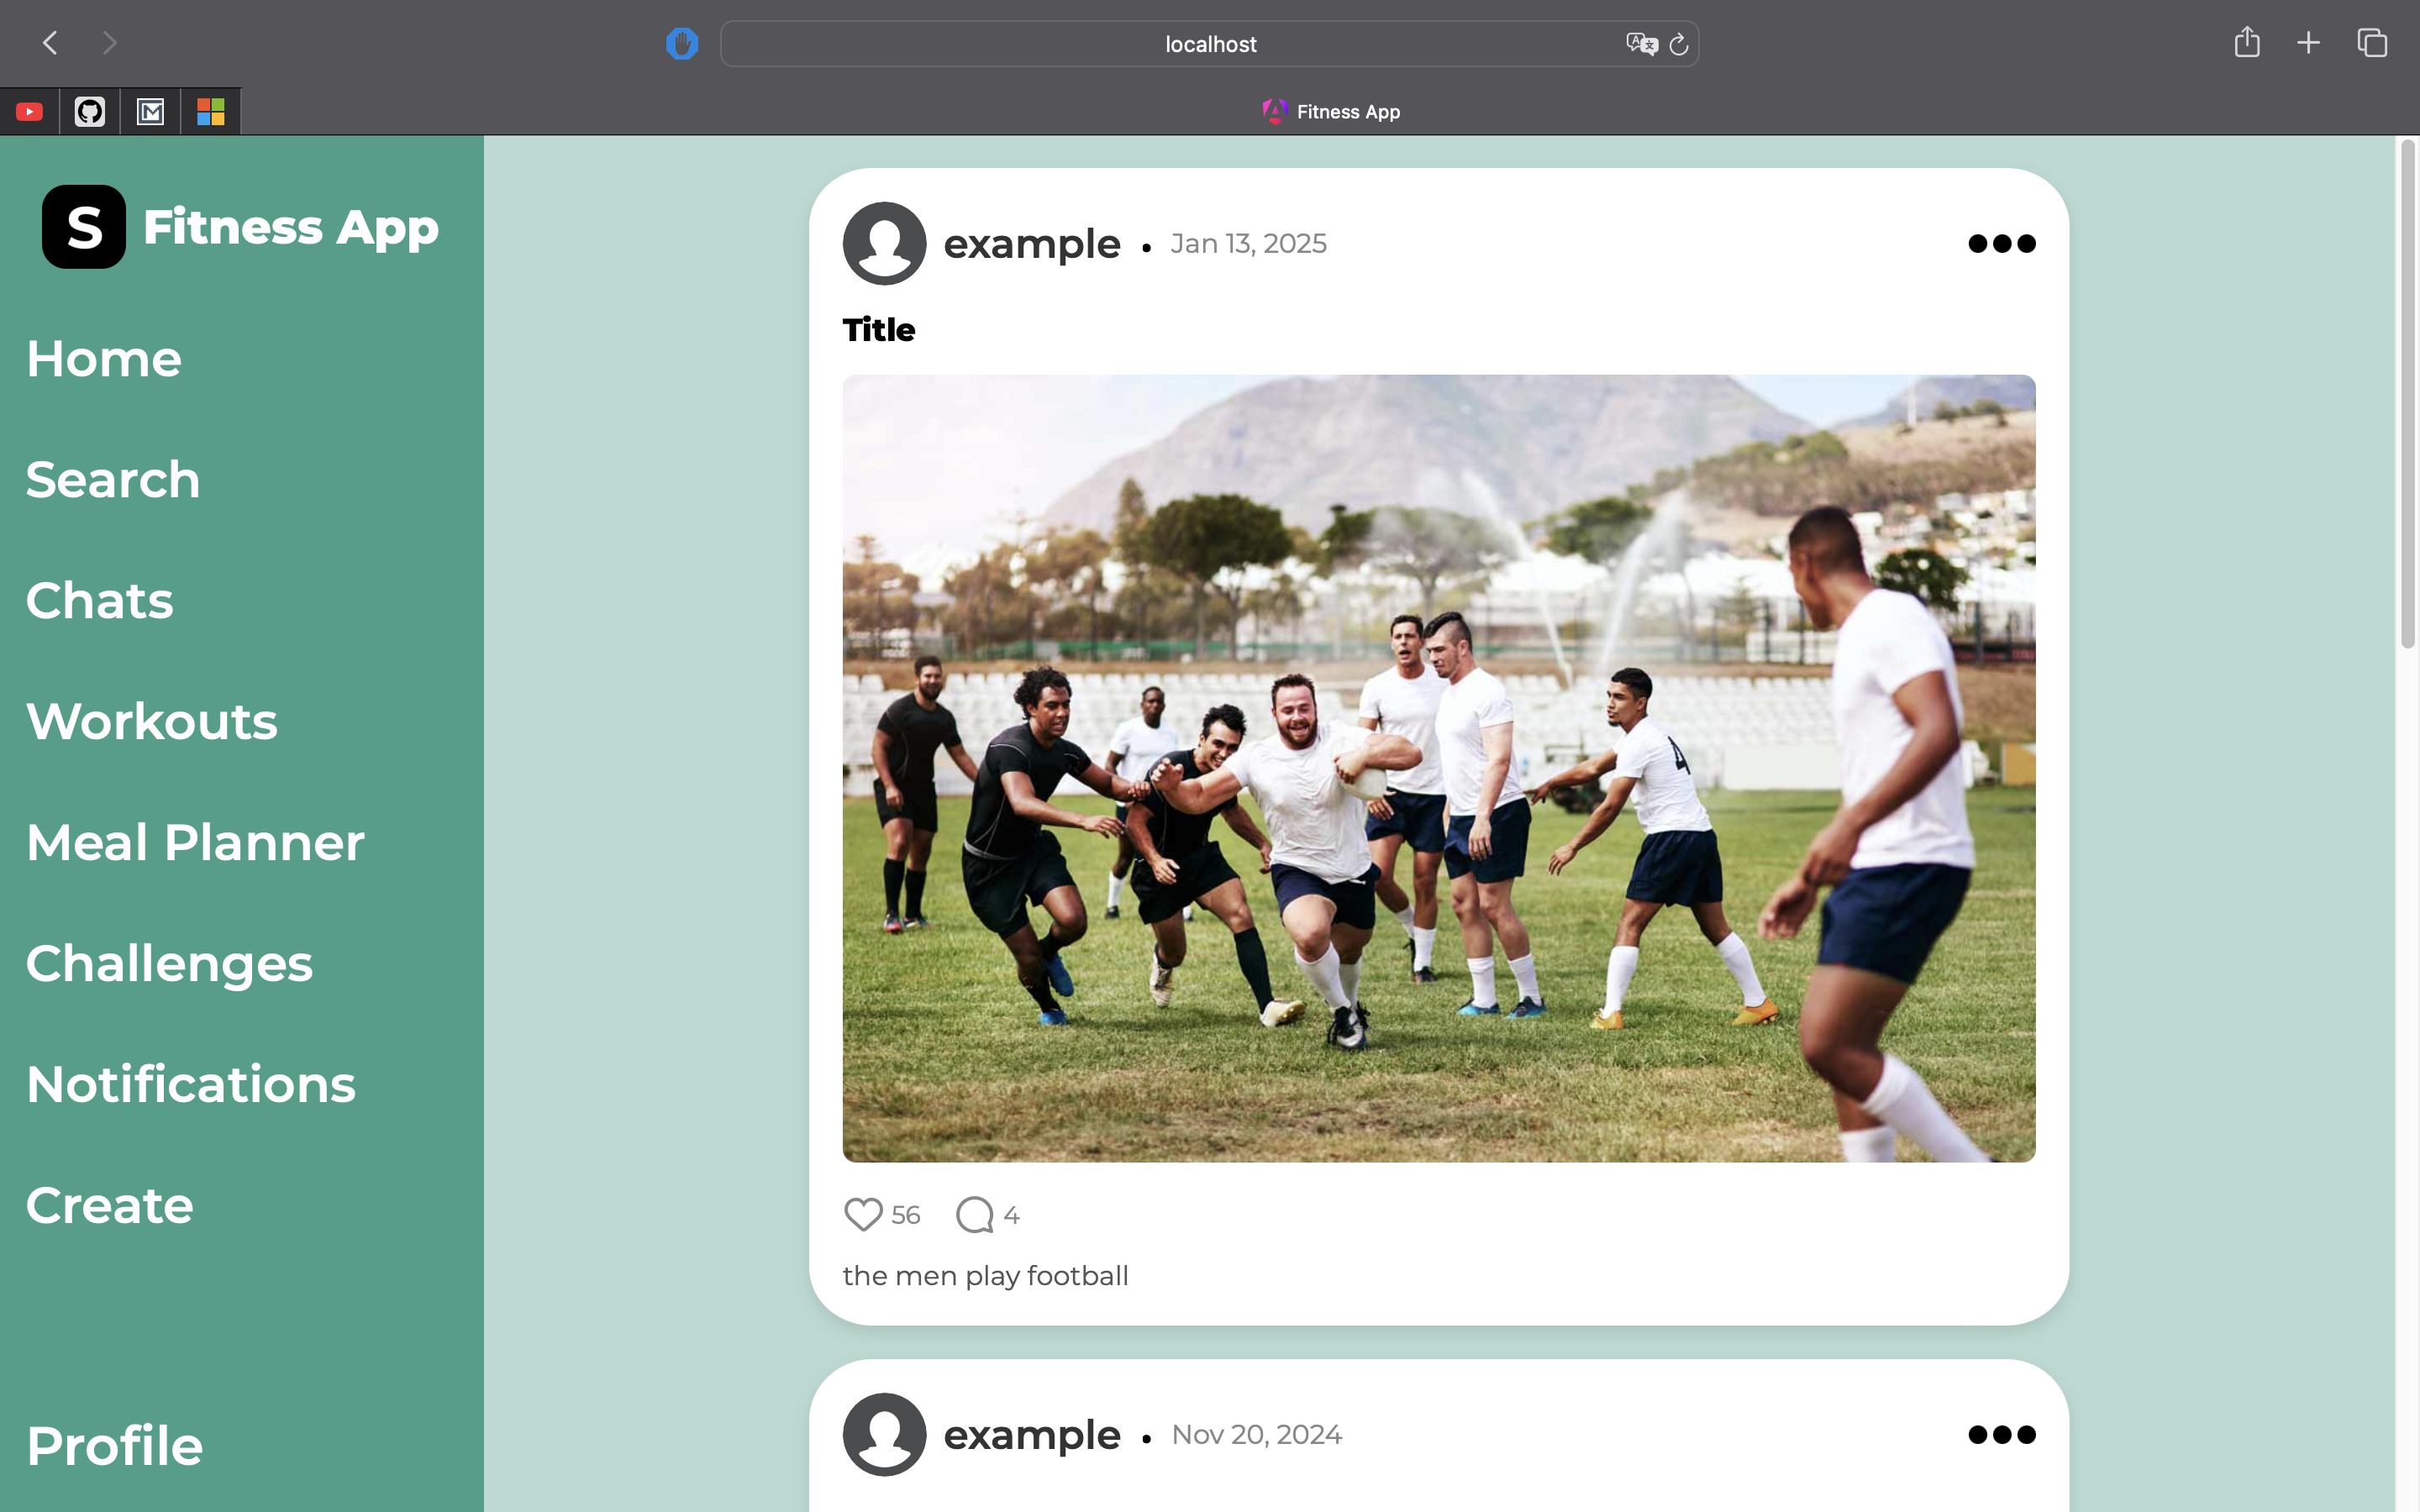 localhost
Fitness App
S Fitness App
Home
Search
Chats
Workouts
Meal Planner
Challenges
Notifications
Create
Profile
example • Jan 13, 2025
Title
4
56 4
the men play football
example • Nov 20, 2024